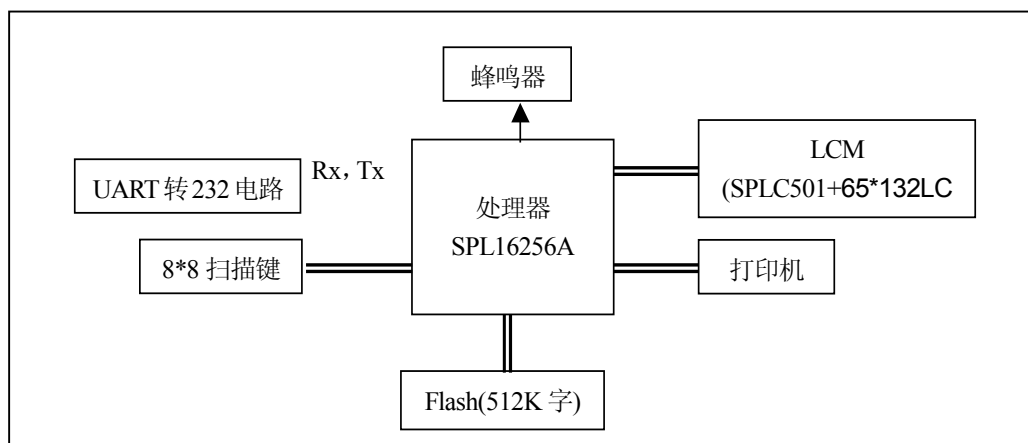 蜂鸣器
LCM
(SPLC501+65*132LC
Rx，Tx
UART 转 232 电路
处理器
SPL16256A
8*8 扫描键
打印机
Flash(512K 字)